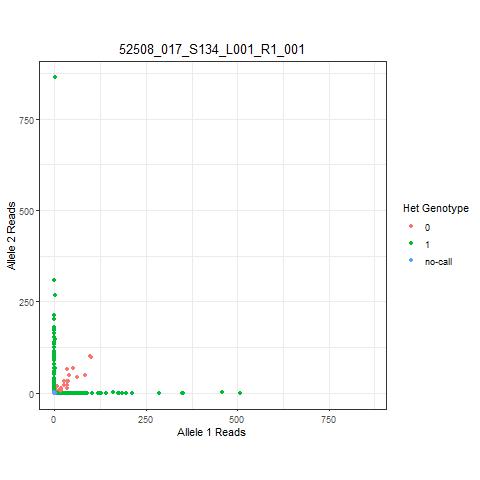 52508_017_S134_L001_R1_001
Allele 2 Reads
750
500
250
0
0
250
500
750
Allele 1 Reads
Het Genotype
0
1
no-call